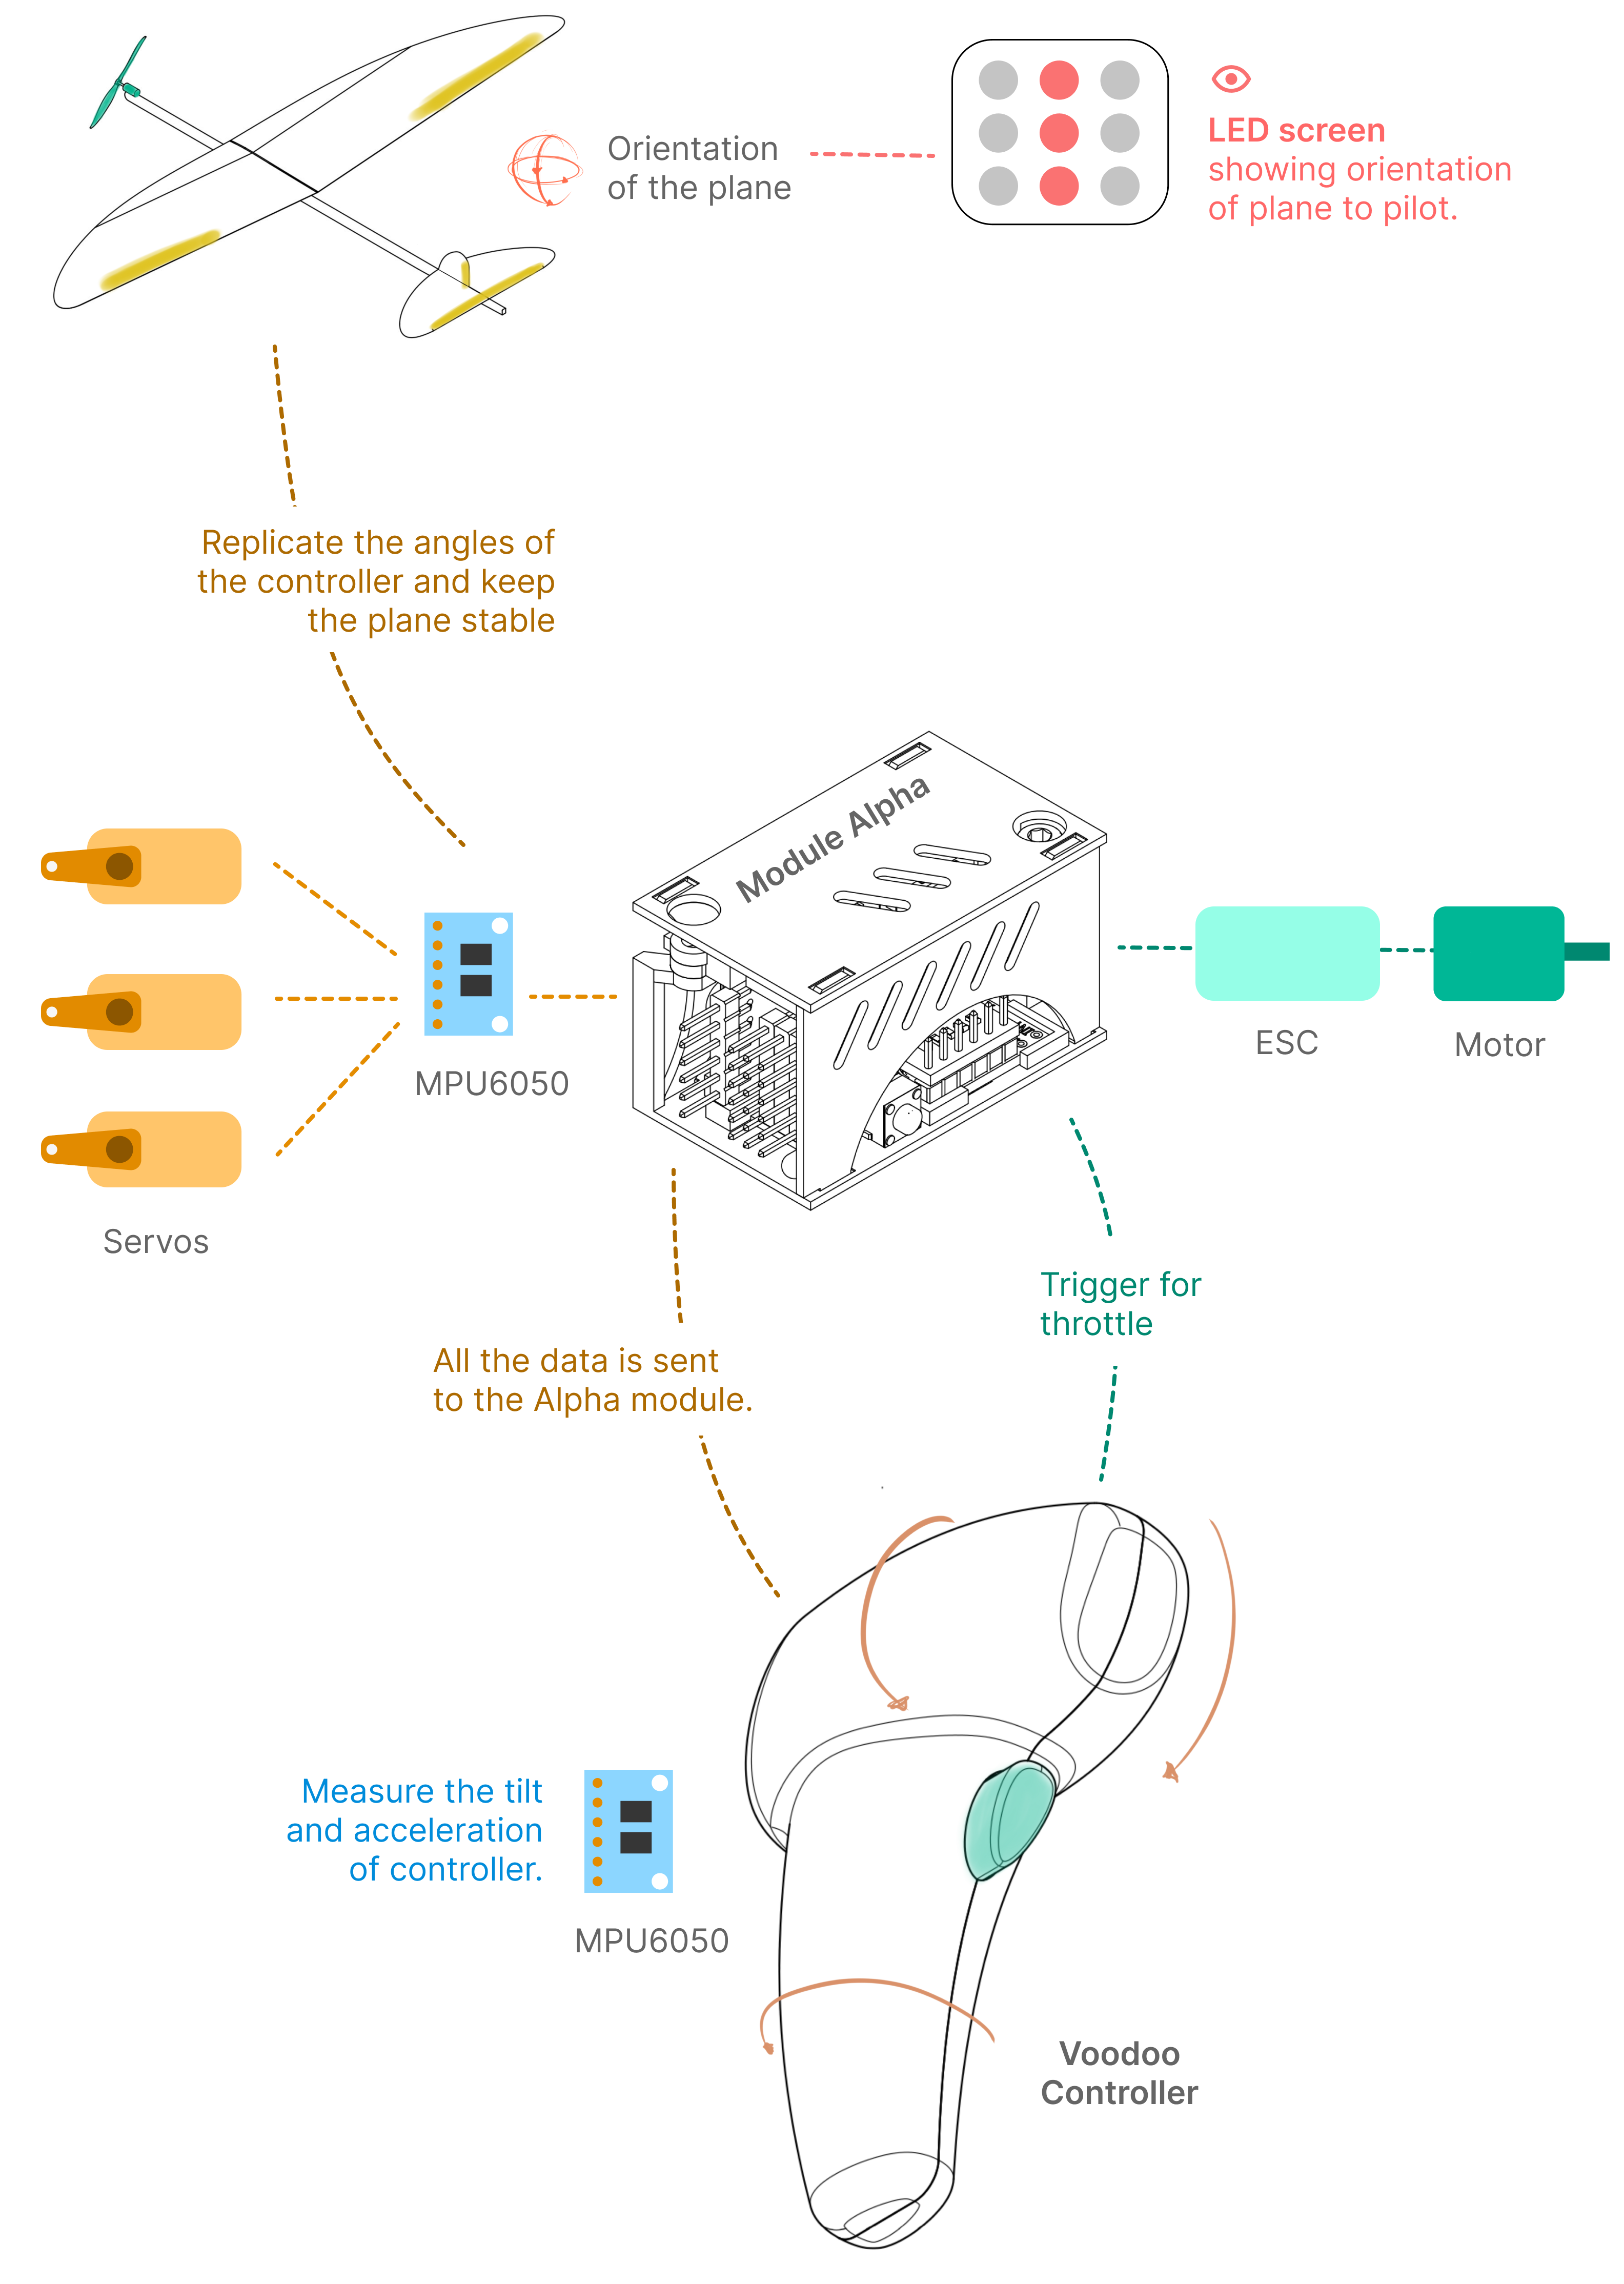 Orientation
of the plane
LED screen
showing orientation
of plane to pilot.
Replicate the angles of
the controller and keep
the plane stable
Module Alpha
MPU6050
Servos
ESC
Motor
Trigger for
throttle
All the data is sent
to the Alpha module.
Measure the tilt
and acceleration
of controller.
MPU6050
Voodoo
Controller